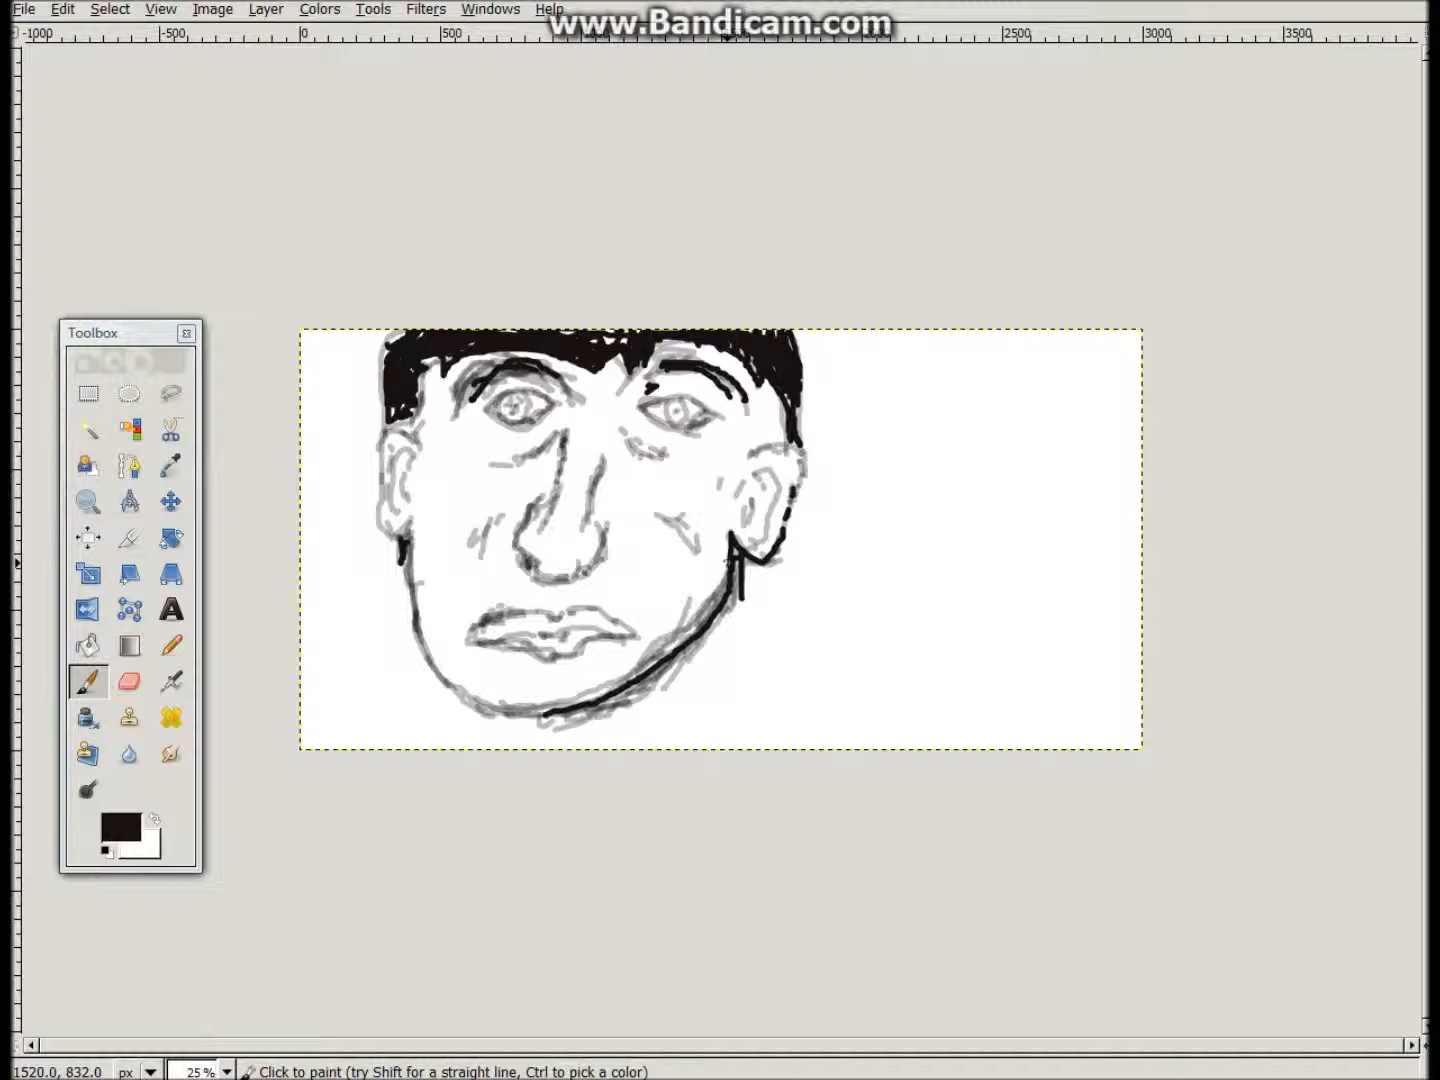 File Edit Select View Image Layer Colors Tools Filters Windows Help
www.Bandicam.com
-1000 -500 0 500 2500 3000 3500
Toolbox
1520.0, 832.0 px 25 % Click to paint (try Shift for a straight line, Ctrl to pick a color)